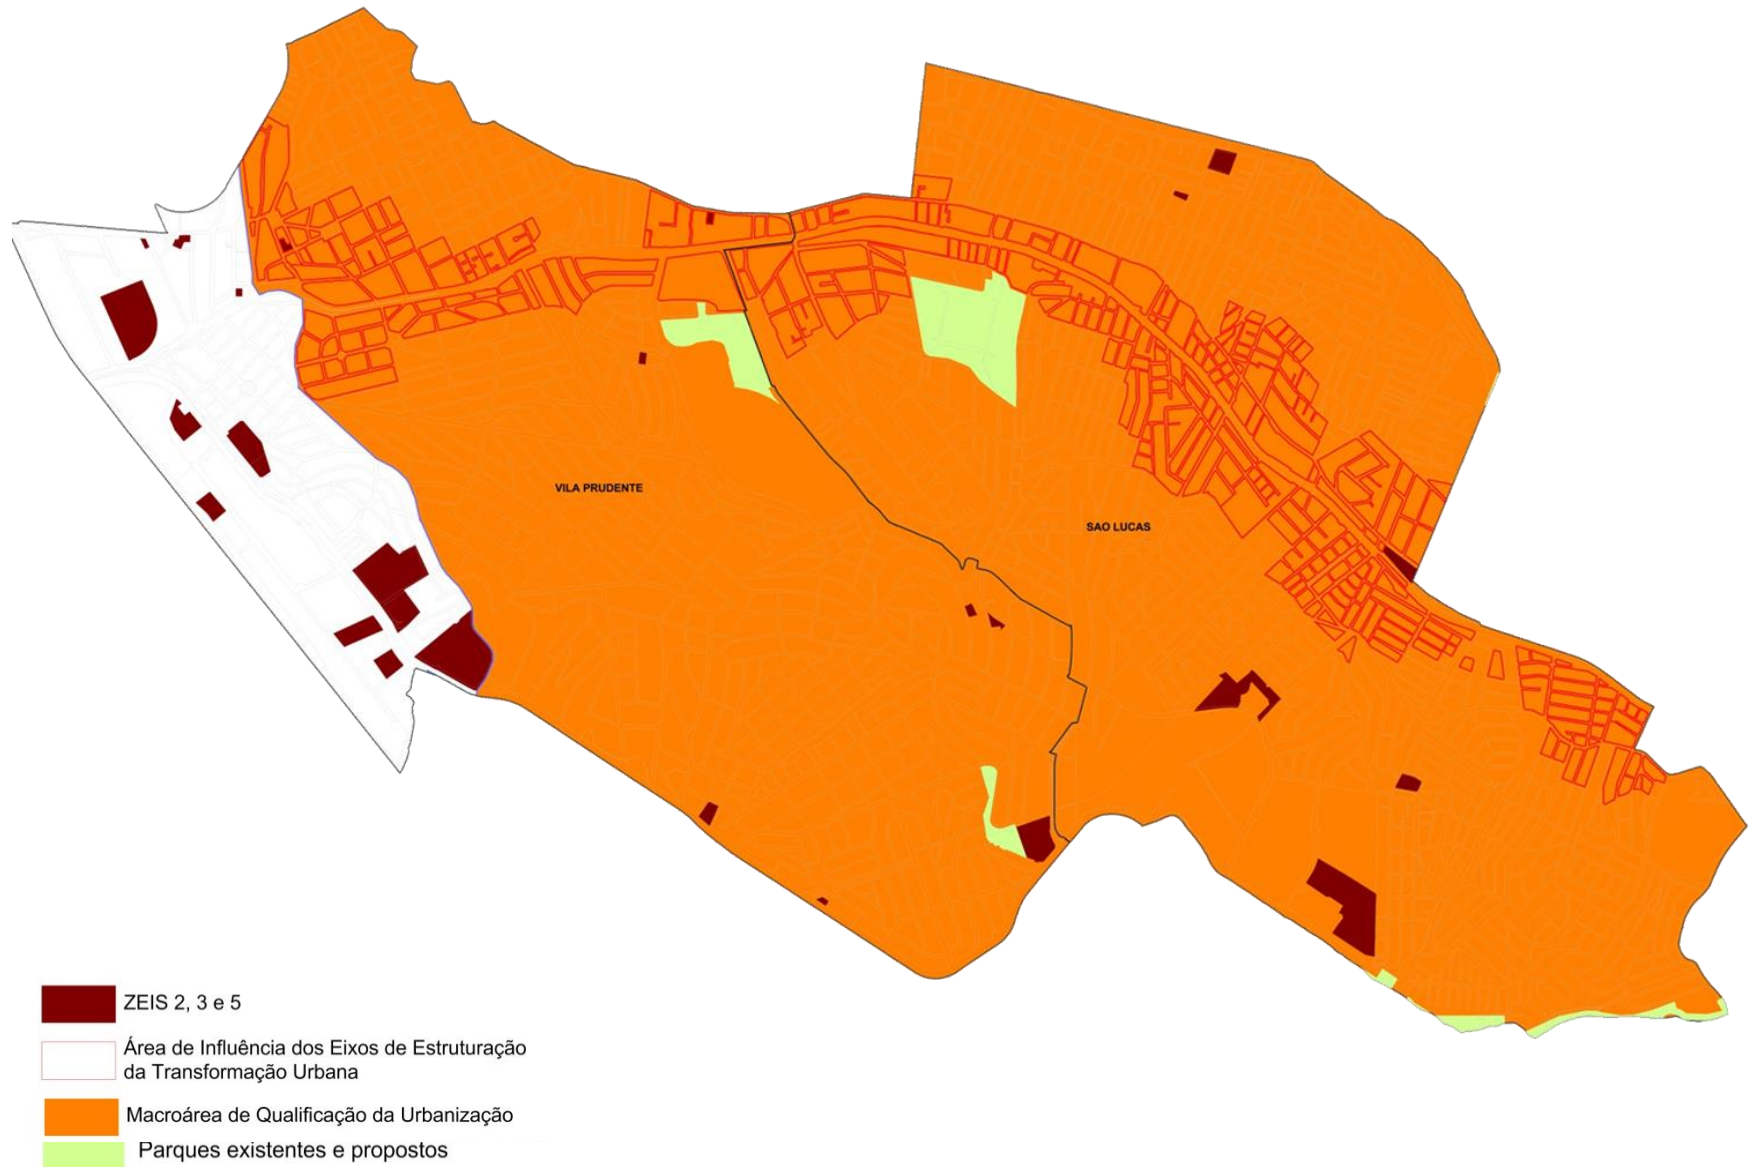 VILA PRUDENTE
SAO LUCAS
ZEIS 2, 3 e 5
Área de Influência dos Eixos de Estruturação
da Transformação Urbana
Macroárea de Qualificação da Urbanização
Parques existentes e propostos